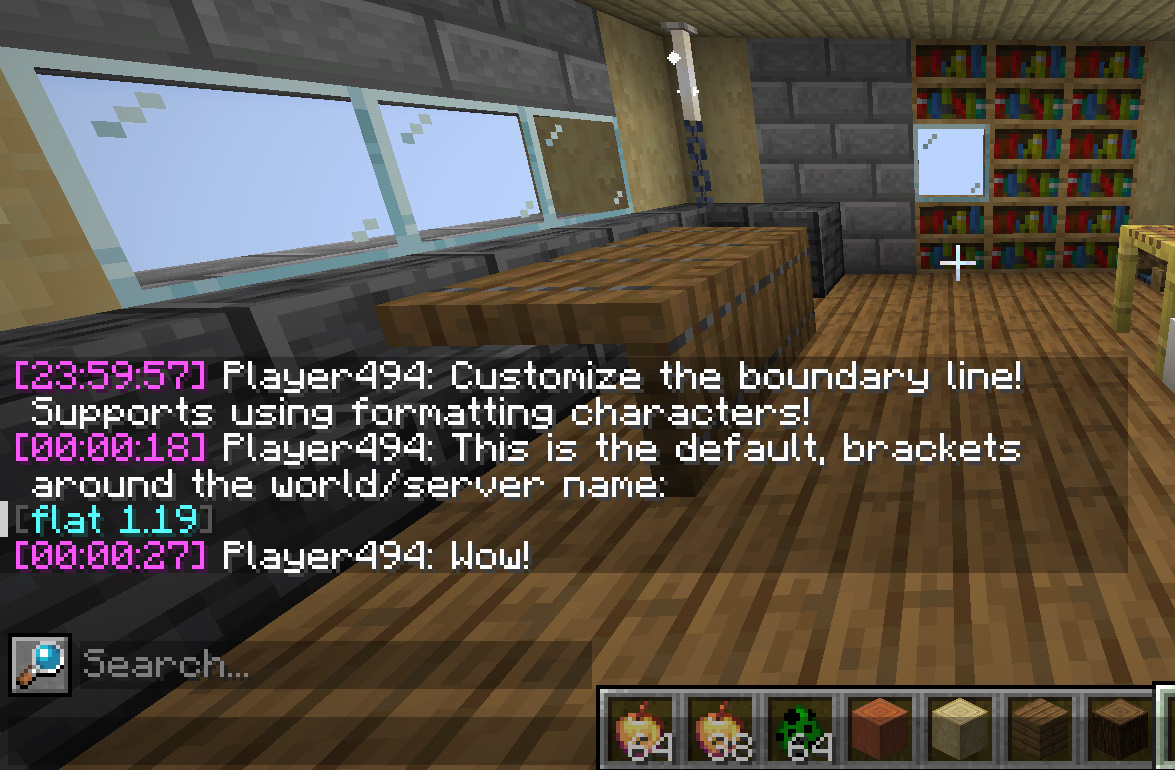 [23:59:57] Player494: Customize the boundary line!
Supports using formatting characters!
[00:00:18] Player494: This is the default, brackets
around the world/server name:
[flat 1.19]
[00:00:27] Player494: Wow!
Search...
64 38 64